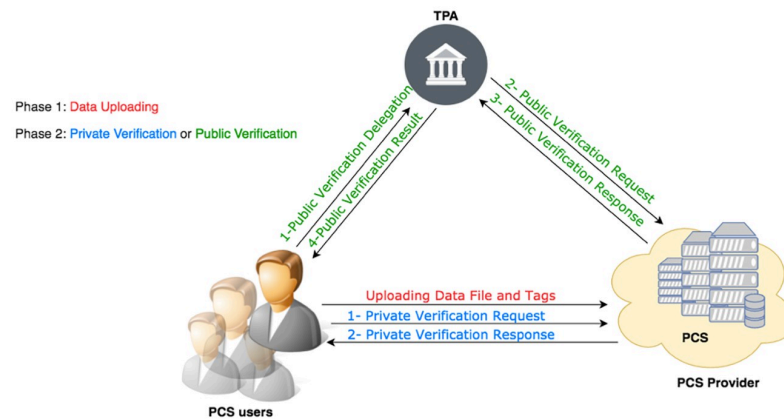 TPA
Phase 1: Data Uploading
Phase 2: Private Verification or Public Verification
1-Public Verification Delegation
4-Public Verification Result
2- Public Verification Request
3- Public Verification Response
Uploading Data File and Tags
1- Private Verification Request
2- Private Verification Response
PCS
PCS Provider
PCS users